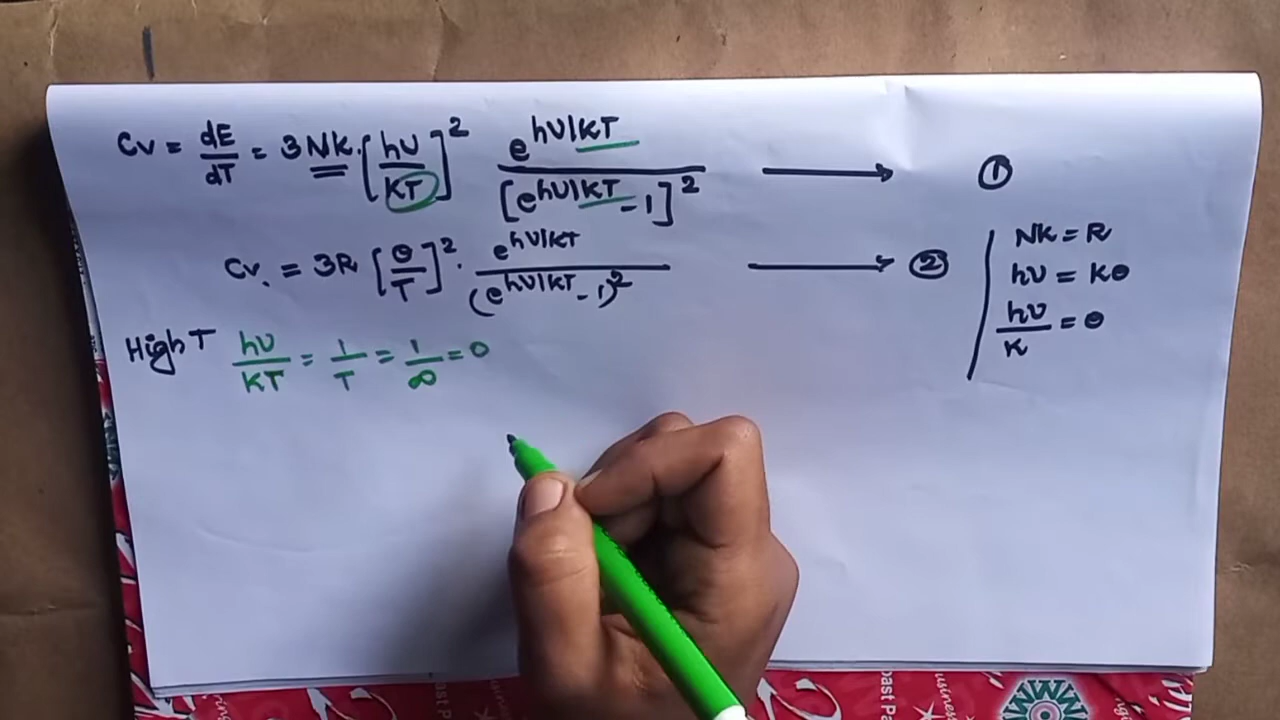 Cv = dE/dT = 3Nk. [hυ/KT]² e^hυ/KT / [e^hυ/KT - 1]² → ①
Cv. = 3R [θ/T]² . e^hυ/KT / (e^hυ/KT - 1)² → ②
NK = R
hυ = Kθ
hυ/K = θ
High T hυ/KT = 1/T = 1/∞ = 0